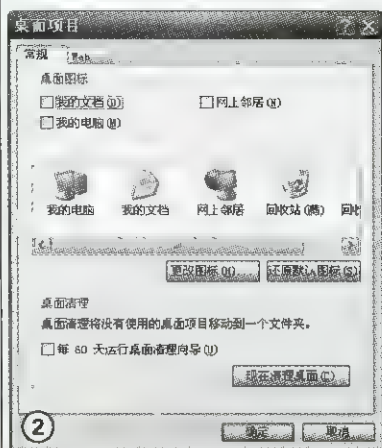 桌面项目
常规 Web
桌面图标
我的文档(D) 网上邻居(N)
我的电脑(M)
我的电脑 我的文档 网上邻居 回收站(满) 回收
更改图标(H) 还原默认图标(S)
桌面清理
桌面清理将没有使用的桌面项目移动到一个文件夹。
每 60 天运行桌面清理向导(U)
现在清理桌面(C)
② 确定 取消